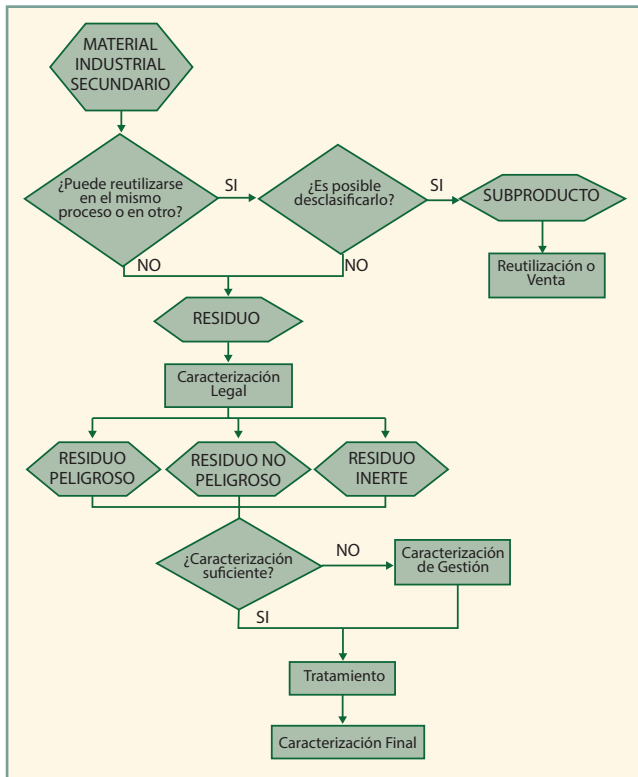 MATERIAL
INDUSTRIAL
SECUNDARIO
¿Puede reutilizarse
en el mismo
proceso o en otro?
SI
¿Es posible
desclasificarlo?
SI
SUBPRODUCTO
NO
NO
Reutilización o
Venta
RESIDUO
Caracterización
Legal
RESIDUO
PELIGROSO
RESIDUO NO
PELIGROSO
RESIDUO
INERTE
¿Caracterización
suficiente?
NO
Caracterización
de Gestión
SI
Tratamiento
Caracterización Final